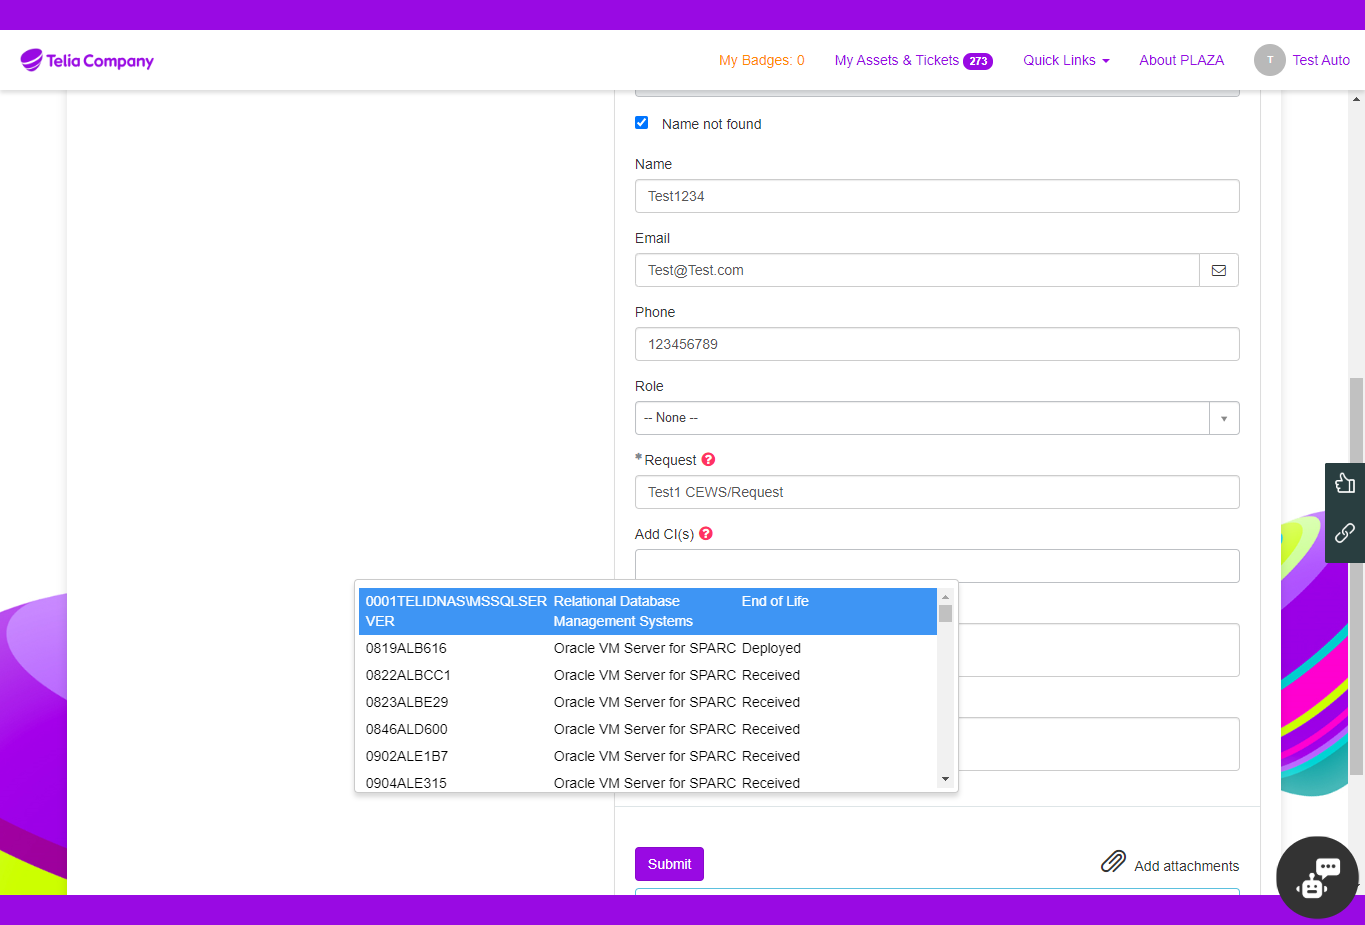 Telia Company
My Badges: 0
My Assets & Tickets 273
Quick Links
About PLAZA
T
Test Auto
Name not found
Name
Test1234
Email
Test@Test.com
Phone
123456789
Role
-- None --
* Request ?
Test1 CEWS/Request
Add CI(s) ?
0001TELIDNAS\MSSQLSER Relational Database End of Life
VER Management Systems
0819ALB616 Oracle VM Server for SPARC Deployed
0822ALBCC1 Oracle VM Server for SPARC Received
0823ALBE29 Oracle VM Server for SPARC Received
0846ALD600 Oracle VM Server for SPARC Received
0902ALE1B7 Oracle VM Server for SPARC Received
0904ALE315 Oracle VM Server for SPARC Received
Submit
Add attachments